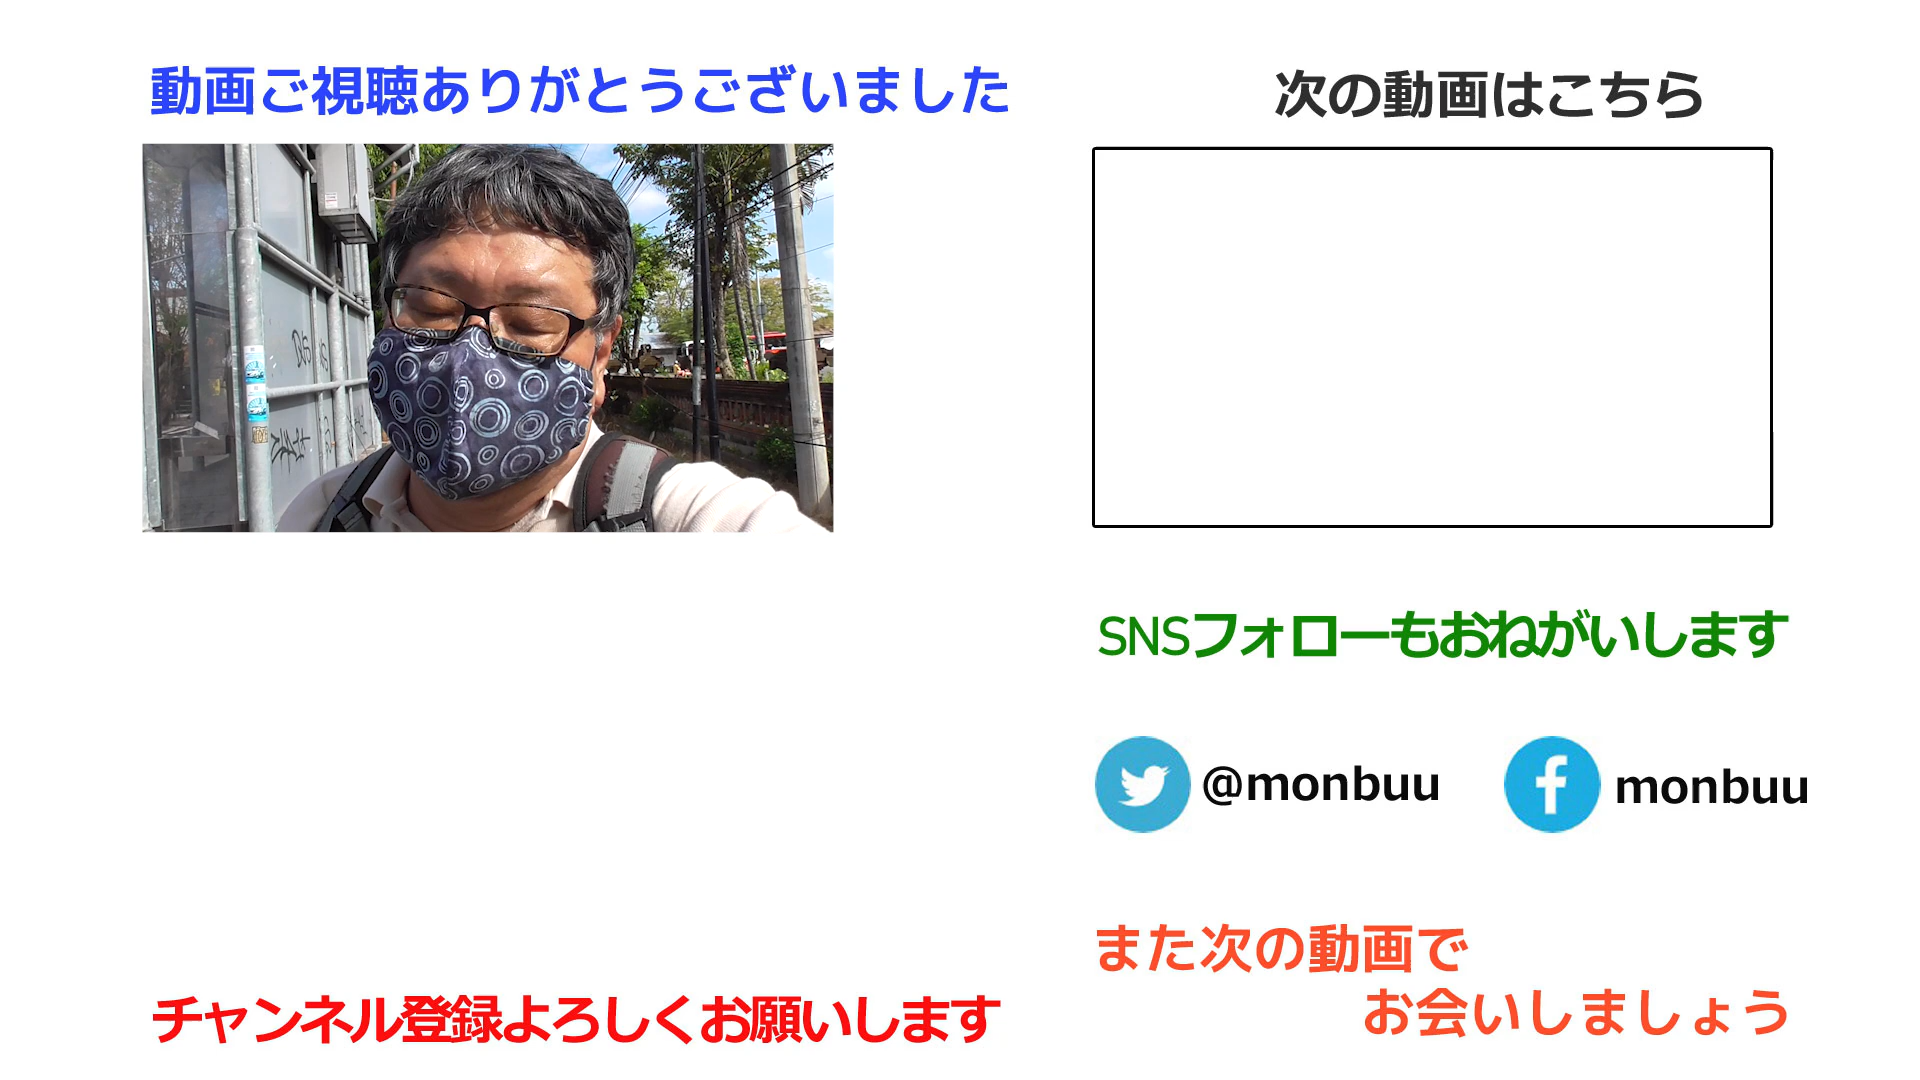 動画ご視聴ありがとうございました
次の動画はこちら
SNSフォローもおねがいします
@monbuu
monbuu
また次の動画で
お会いしましょう
チャンネル登録よろしくお願いします